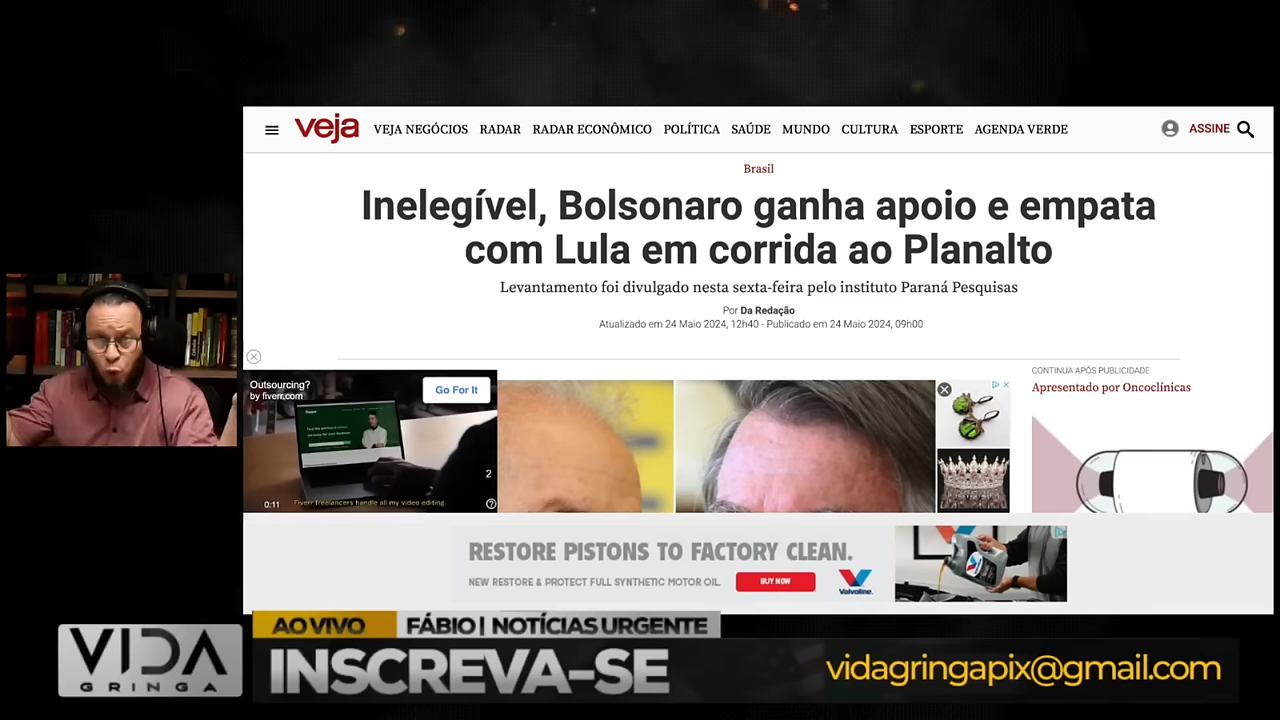 veja
VEJA NEGÓCIOS RADAR RADAR ECONÔMICO POLÍTICA SAÚDE MUNDO CULTURA ESPORTE AGENDA VERDE
ASSINE
Brasil
Inelegível, Bolsonaro ganha apoio e empata
com Lula em corrida ao Planalto
Levantamento foi divulgado nesta sexta-feira pelo instituto Paraná Pesquisas
Por Da Redação
Atualizado em 24 Maio 2024, 12h40 - Publicado em 24 Maio 2024, 09h00
CONTINUA APÓS PUBLICIDADE
Apresentado por Oncoclínicas
Outsourcing?
by fiverr.com
Go For It
2
0:11
Fiverr freelancers handle all my video editing
RESTORE PISTONS TO FACTORY CLEAN.
NEW RESTORE & PROTECT FULL SYNTHETIC MOTOR OIL.
BUY NOW
Valvoline.
AO VIVO
FÁBIO | NOTÍCIAS URGENTE
VIDA
GRINGA
INSCREVA-SE
vidagringapix@gmail.com